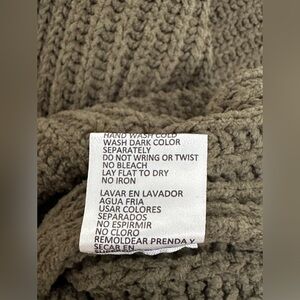 HAND WASH COLD
WASH DARK COLOR
SEPARATELY
DO NOT WRING OR TWIST
NO BLEACH
LAY FLAT TO DRY
NO IRON
LAVAR EN LAVADOR
AGUA FRIA
USAR COLORES
SEPARADOS
NO ESPIRMIR
NO CLORO
REMOLDEAR PRENDA Y
SECAR EN